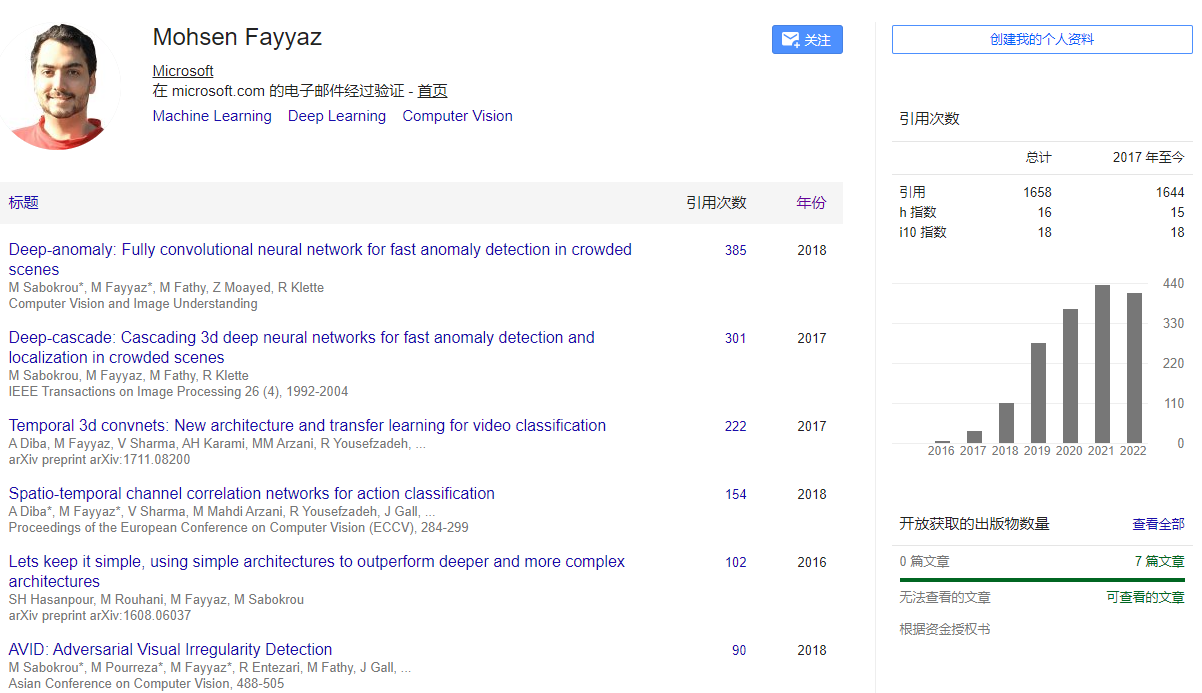 Mohsen Fayyaz
关注
Microsoft
在 microsoft.com 的电子邮件经过验证 - 首页
Machine Learning Deep Learning Computer Vision
标题 引用次数 年份
Deep-anomaly: Fully convolutional neural network for fast anomaly detection in crowded 385 2018
scenes
M Sabokrou*, M Fayyaz*, M Fathy, Z Moayed, R Klette
Computer Vision and Image Understanding
Deep-cascade: Cascading 3d deep neural networks for fast anomaly detection and 301 2017
localization in crowded scenes
M Sabokrou, M Fayyaz, M Fathy, R Klette
IEEE Transactions on Image Processing 26 (4), 1992-2004
Temporal 3d convnets: New architecture and transfer learning for video classification 222 2017
A Diba, M Fayyaz, V Sharma, AH Karami, MM Arzani, R Yousefzadeh, ...
arXiv preprint arXiv:1711.08200
Spatio-temporal channel correlation networks for action classification 154 2018
A Diba*, M Fayyaz*, V Sharma, M Mahdi Arzani, R Yousefzadeh, J Gall, ...
Proceedings of the European Conference on Computer Vision (ECCV), 284-299
Lets keep it simple, using simple architectures to outperform deeper and more complex 102 2016
architectures
SH Hasanpour, M Rouhani, M Fayyaz, M Sabokrou
arXiv preprint arXiv:1608.06037
AVID: Adversarial Visual Irregularity Detection 90 2018
M Sabokrou*, M Pourreza*, M Fayyaz*, R Entezari, M Fathy, J Gall, ...
Asian Conference on Computer Vision, 488-505
创建我的个人资料
引用次数
总计 2017 年至今
引用 1658 1644
h 指数 16 15
i10 指数 18 18
440
330
220
110
0
2016 2017 2018 2019 2020 2021 2022
开放获取的出版物数量 查看全部
0 篇文章 7 篇文章
无法查看的文章 可查看的文章
根据资金授权书